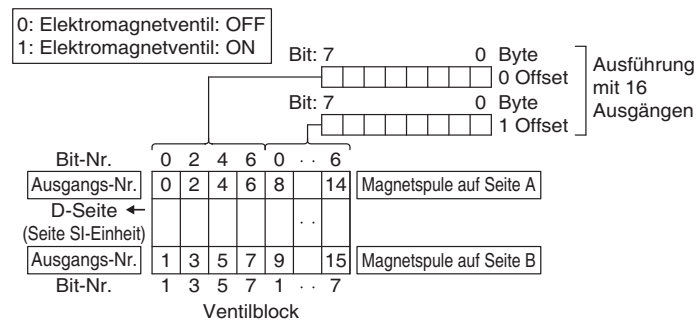 0: Elektromagnetventil: OFF
1: Elektromagnetventil: ON
Bit: 7 0 Byte
0 Offset
Bit: 7 0 Byte
1 Offset
Ausführung
mit 16
Ausgängen
Bit-Nr. 0 2 4 6 0 · · 6
Ausgangs-Nr. 0 2 4 6 8 14 Magnetspule auf Seite A
D-Seite ←
(Seite SI-Einheit)
· ·
Ausgangs-Nr. 1 3 5 7 9 15 Magnetspule auf Seite B
Bit-Nr. 1 3 5 7 1 · · 7
Ventilblock